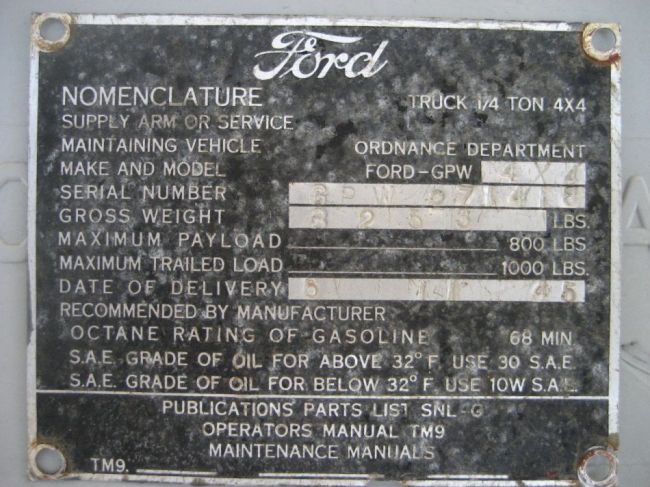 Ford
NOMENCLATURE TRUCK 1/4 TON 4X4
SUPPLY ARM OR SERVICE
MAINTAINING VEHICLE ORDNANCE DEPARTMENT
MAKE AND MODEL FORD-GPW 4X4
SERIAL NUMBER
GROSS WEIGHT LBS.
MAXIMUM PAYLOAD 800 LBS
MAXIMUM TRAILED LOAD 1000 LBS.
DATE OF DELIVERY 45
RECOMMENDED BY MANUFACTURER
OCTANE RATING OF GASOLINE 68 MIN
S.A.E. GRADE OF OIL FOR ABOVE 32° F. USE 30 S.A.E.
S.A.E. GRADE OF OIL FOR BELOW 32° F. USE 10W S.A.E.
PUBLICATIONS PARTS LIST SNL-G
OPERATORS MANUAL TM9
MAINTENANCE MANUALS
TM9.